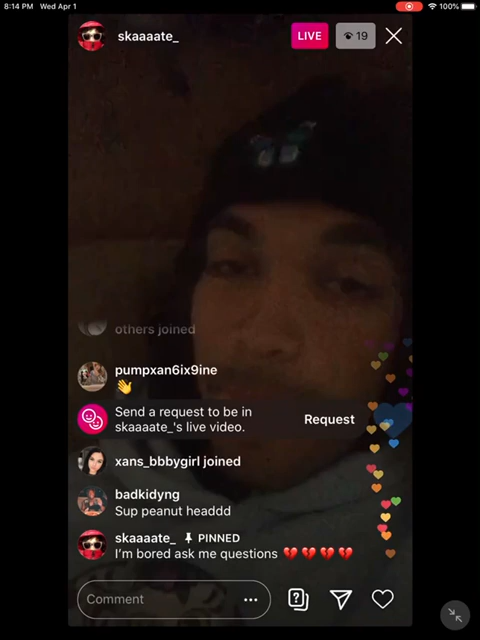 8:14 PM Wed Apr 1
100%
skaaaate_
LIVE
19
others joined
pumpxan6ix9ine
👋
Send a request to be in
skaaaate_'s live video.
Request
xans_bbbygirl joined
badkidyng
Sup peanut headdd
skaaaate_ PINNED
I'm bored ask me questions 💔 💔 💔 💔
Comment